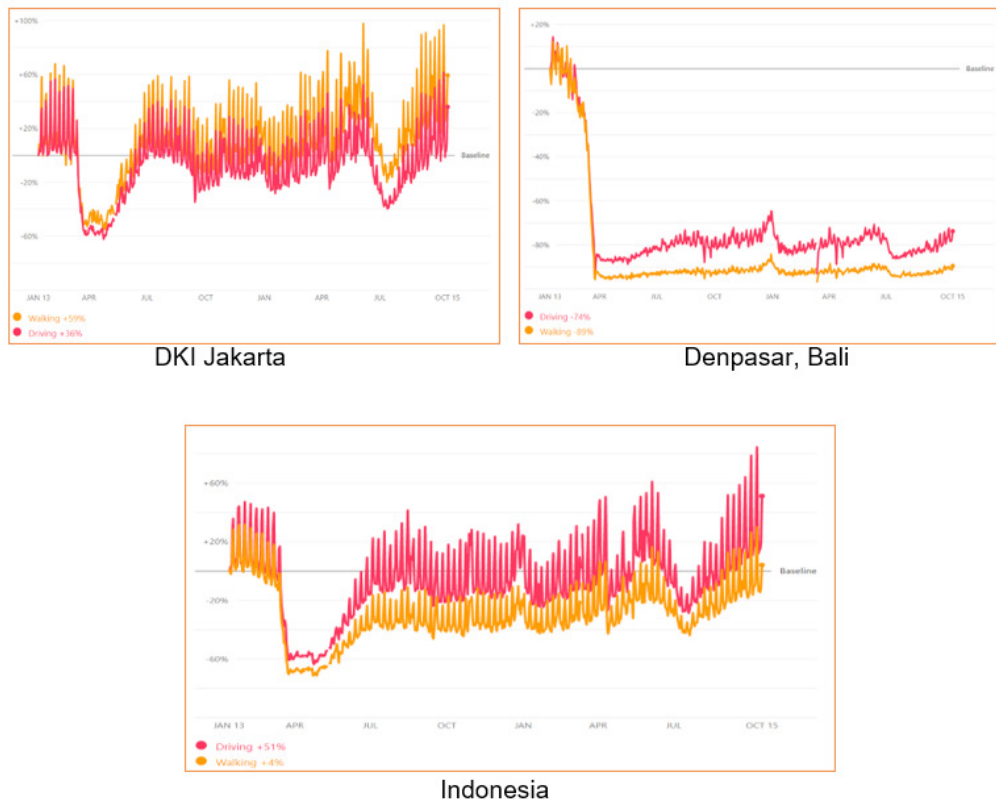 +100%
+60%
+20%
Baseline
-20%
-60%
JAN 13 APR JUL OCT JAN APR JUL OCT 15
Walking +59%
Driving +36%
DKI Jakarta
+20%
Baseline
-20%
-40%
-60%
-80%
JAN 13 APR JUL OCT JAN APR JUL OCT 15
Driving -74%
Walking -89%
Denpasar, Bali
+60%
+20%
Baseline
-20%
-60%
JAN 13 APR JUL OCT JAN APR JUL OCT 15
Driving +51%
Walking +4%
Indonesia